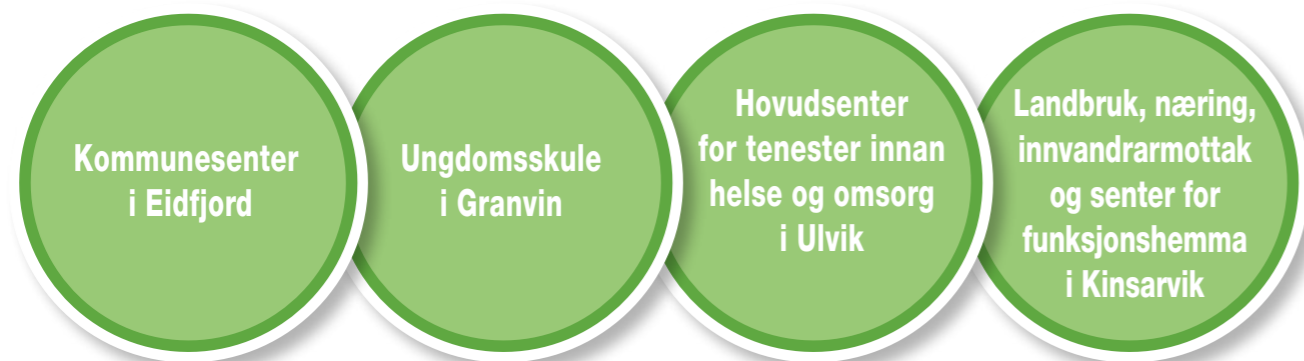 Kommunesenter
i Eidfjord
Ungdomsskule
i Granvin
Hovudsenter
for tenester innan
helse og omsorg
i Ulvik
Landbruk, næring,
innvandrarmottak
og senter for
funksjonshemma
i Kinsarvik